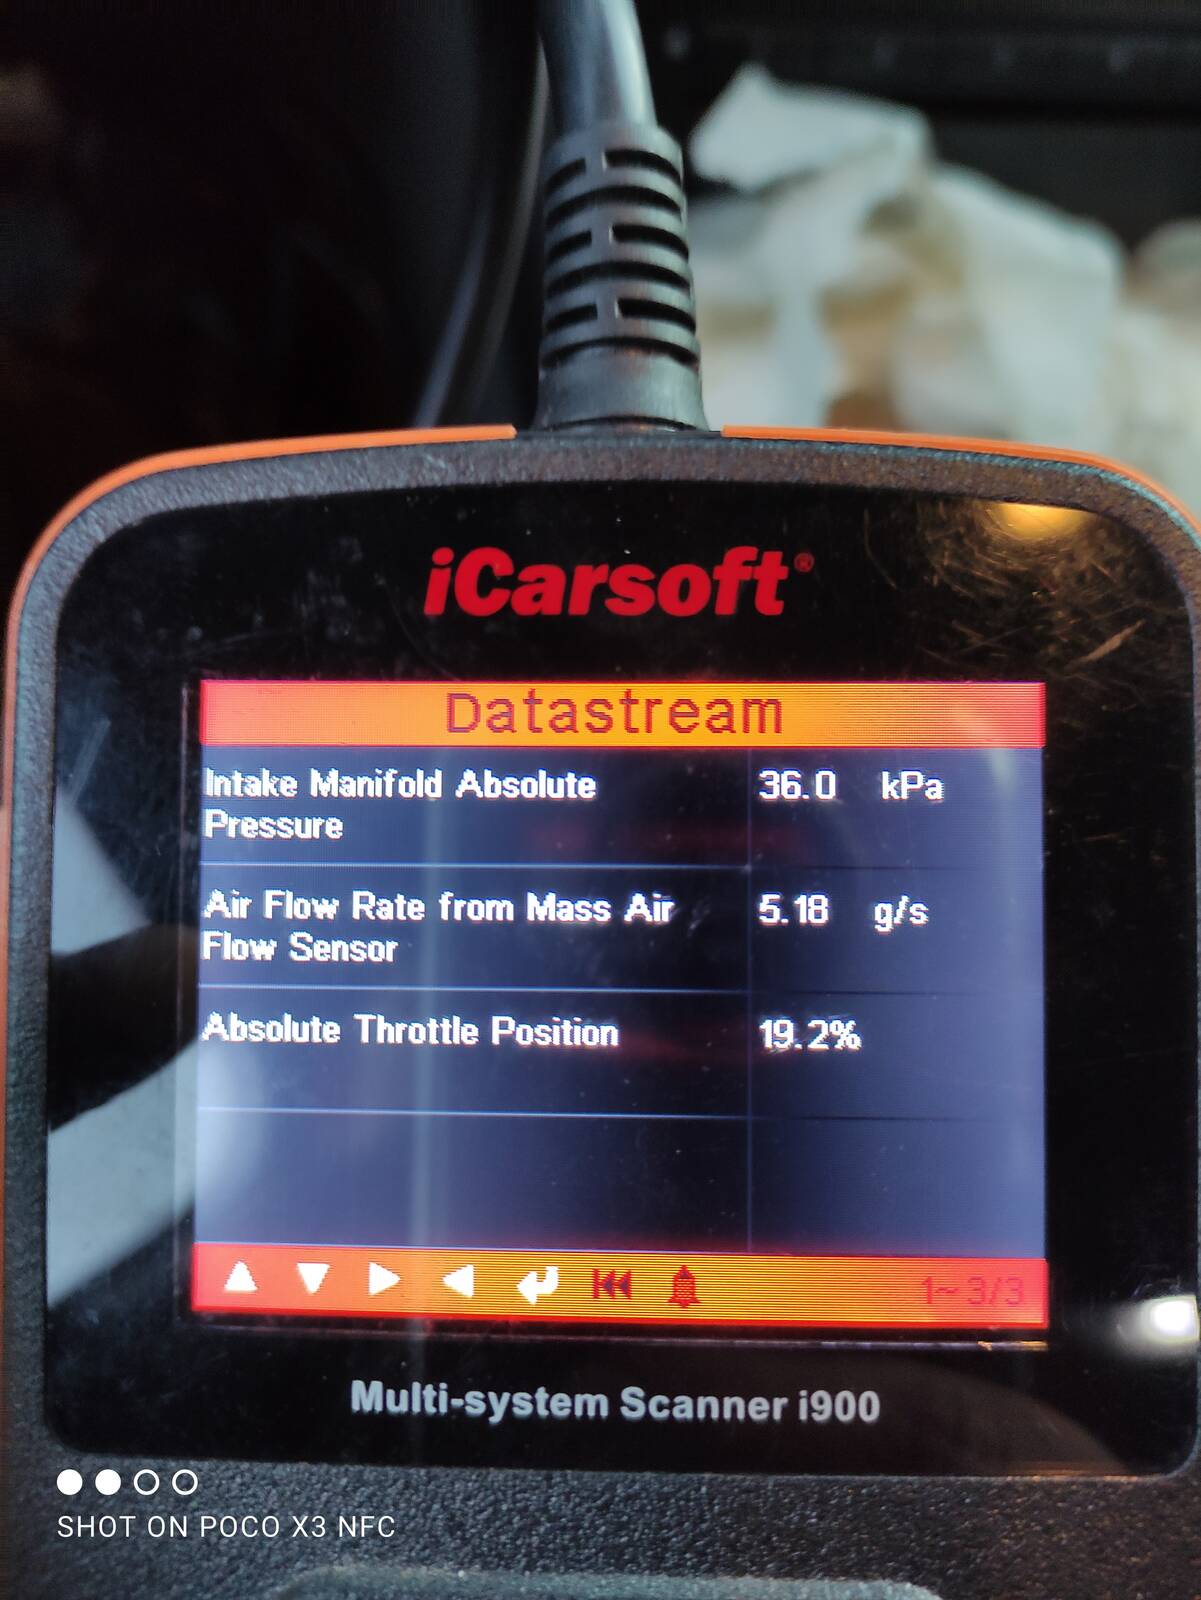 iCarsoft®
Datastream
Intake Manifold Absolute 36.0 kPa
Pressure
Air Flow Rate from Mass Air 5.18 g/s
Flow Sensor
Absolute Throttle Position 19.2%
1~3/3
Multi-system Scanner i900
SHOT ON POCO X3 NFC